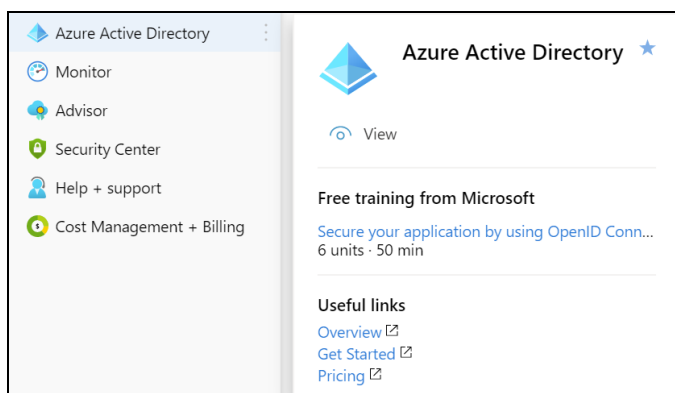 Azure Active Directory
Monitor
Advisor
Security Center
Help + support
Cost Management + Billing
Azure Active Directory
View
Free training from Microsoft
Secure your application by using OpenID Conn...
6 units · 50 min
Useful links
Overview
Get Started
Pricing